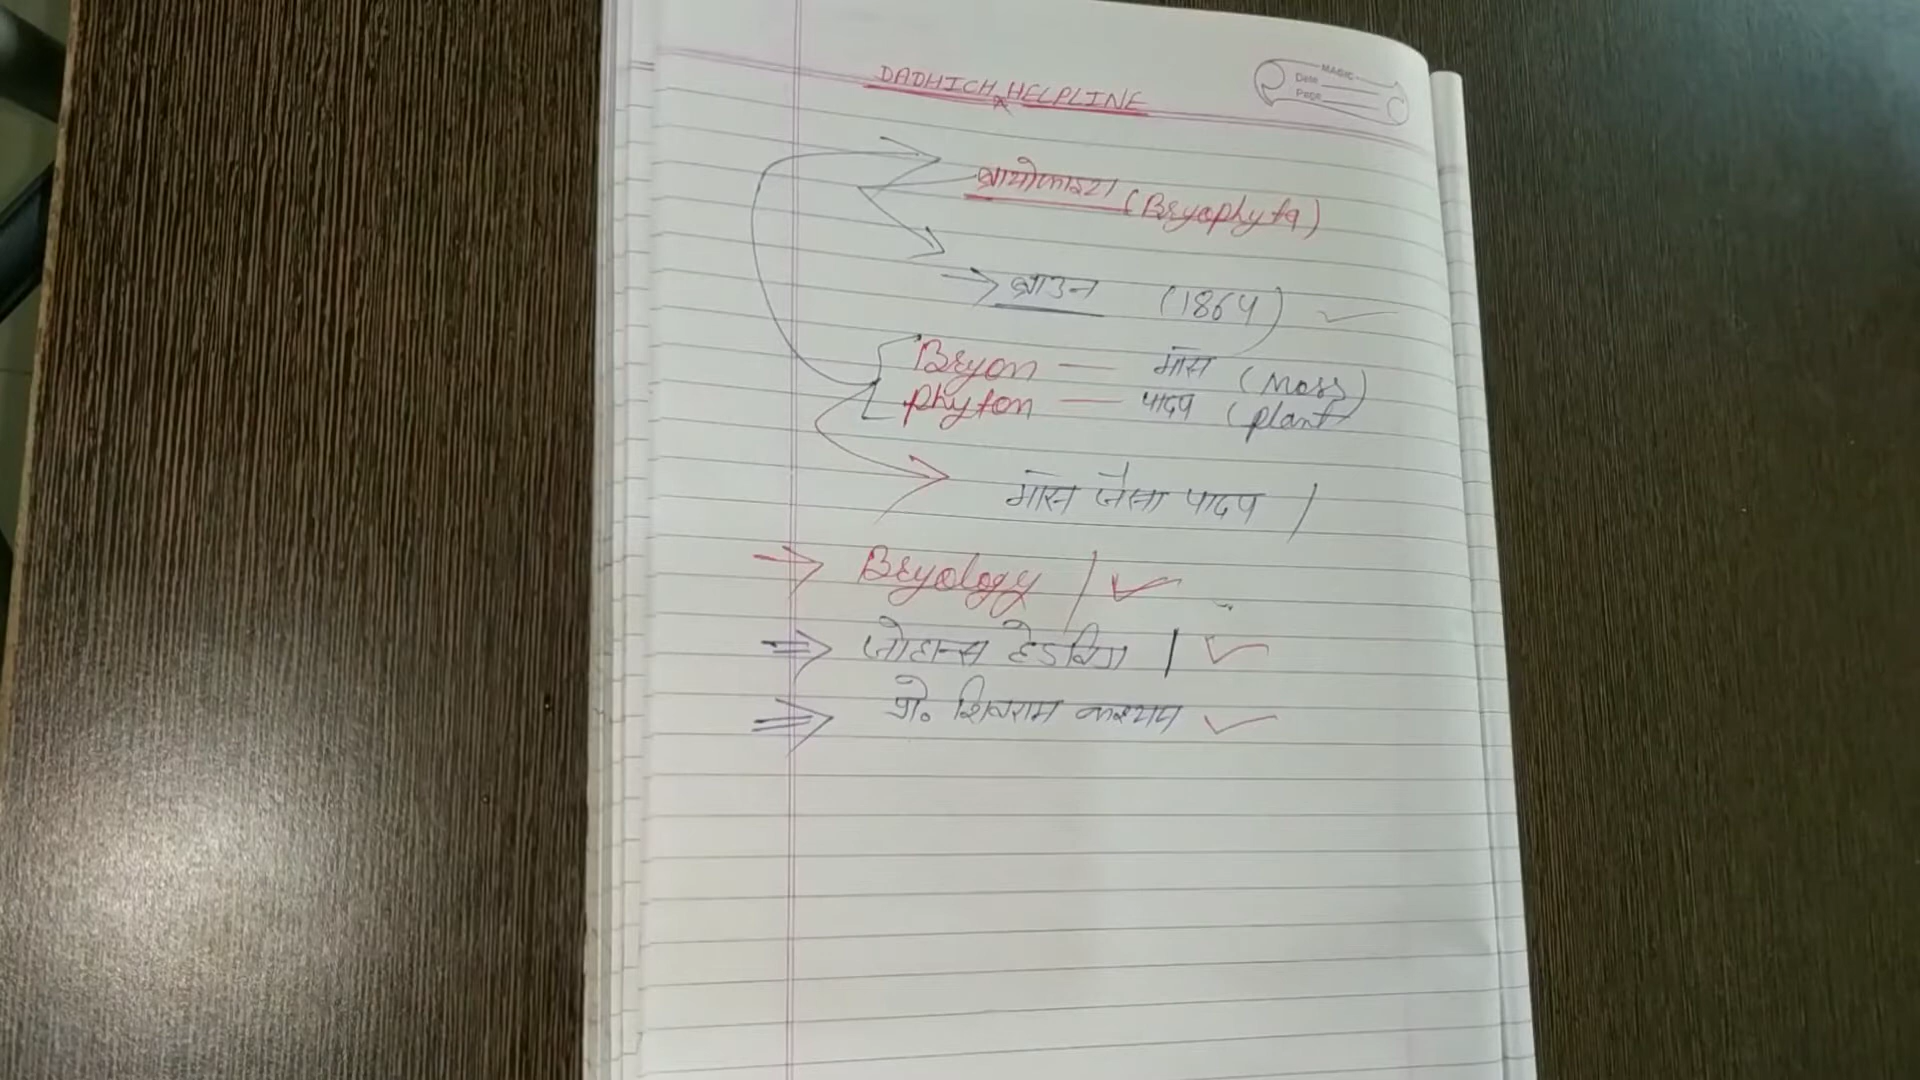 DADHICH HELPLINE
MAGIC
Date
Page
ब्रायोफाइटा (Bryophyta)
→ ब्राउन (1864)
Bryon — मॉस (Moss)
Phyton — पादप (plant
मॉस जैसा पादप |
→ Bryology |
⇒ जोहान्स हेडविग |
⇒ प्रो. शिवराम कश्यप